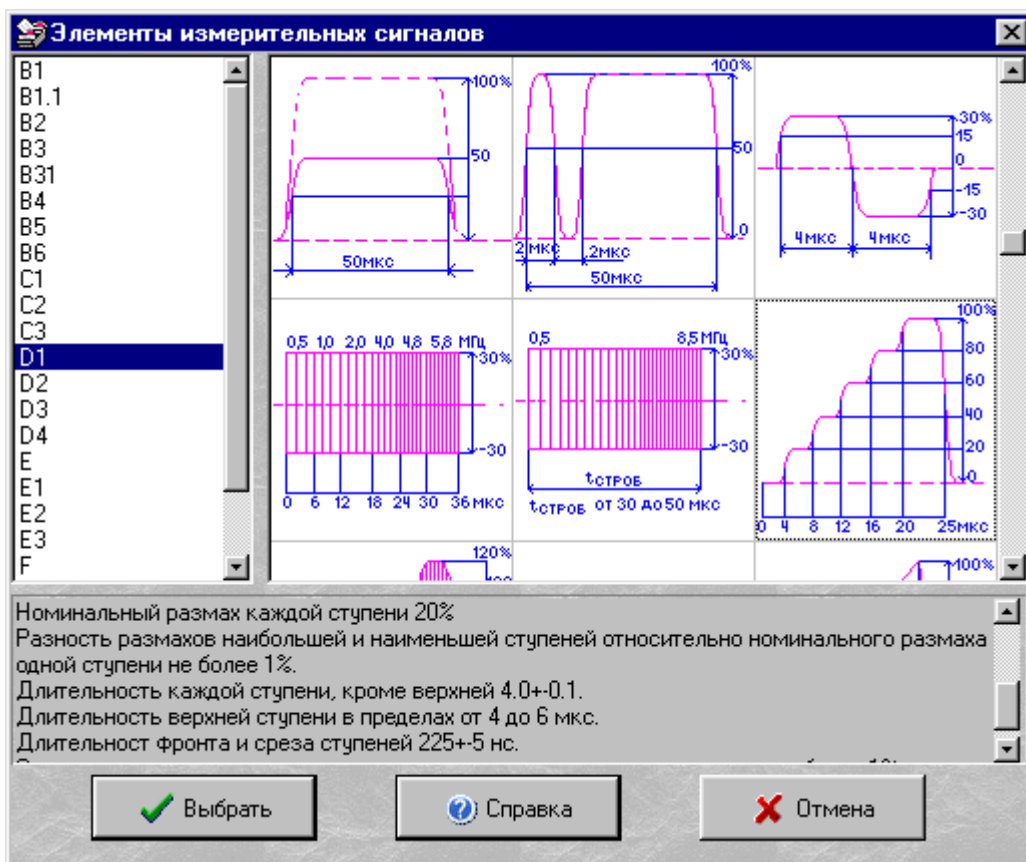 Элементы измерительных сигналов
B1
B1.1
B2
B3
B31
B4
B5
B6
C1
C2
C3
D1
D2
D3
D4
E
E1
E2
E3
F
100%
50
50мкс
100%
50
0
2мкс
2мкс
50мкс
30%
15
0
-15
-30
4мкс 4мкс
0,5 1,0 2,0 4,0 4,8 5,8 МГц
30%
-30
0 6 12 18 24 30 36 мкс
0,5 8,5 МГц
30%
-30
tстроб
tстроб от 30 до 50 мкс
100%
80
60
40
20
0
0 4 8 12 16 20 25мкс
120%
100%
Номинальный размах каждой ступени 20%
Разность размахов наибольшей и наименьшей ступеней относительно номинального размаха
одной ступени не более 1%.
Длительность каждой ступени, кроме верхней 4.0+-0.1.
Длительность верхней ступени в пределах от 4 до 6 мкс.
Длительност фронта и среза ступеней 225+-5 нс.
Выбрать
Справка
Отмена